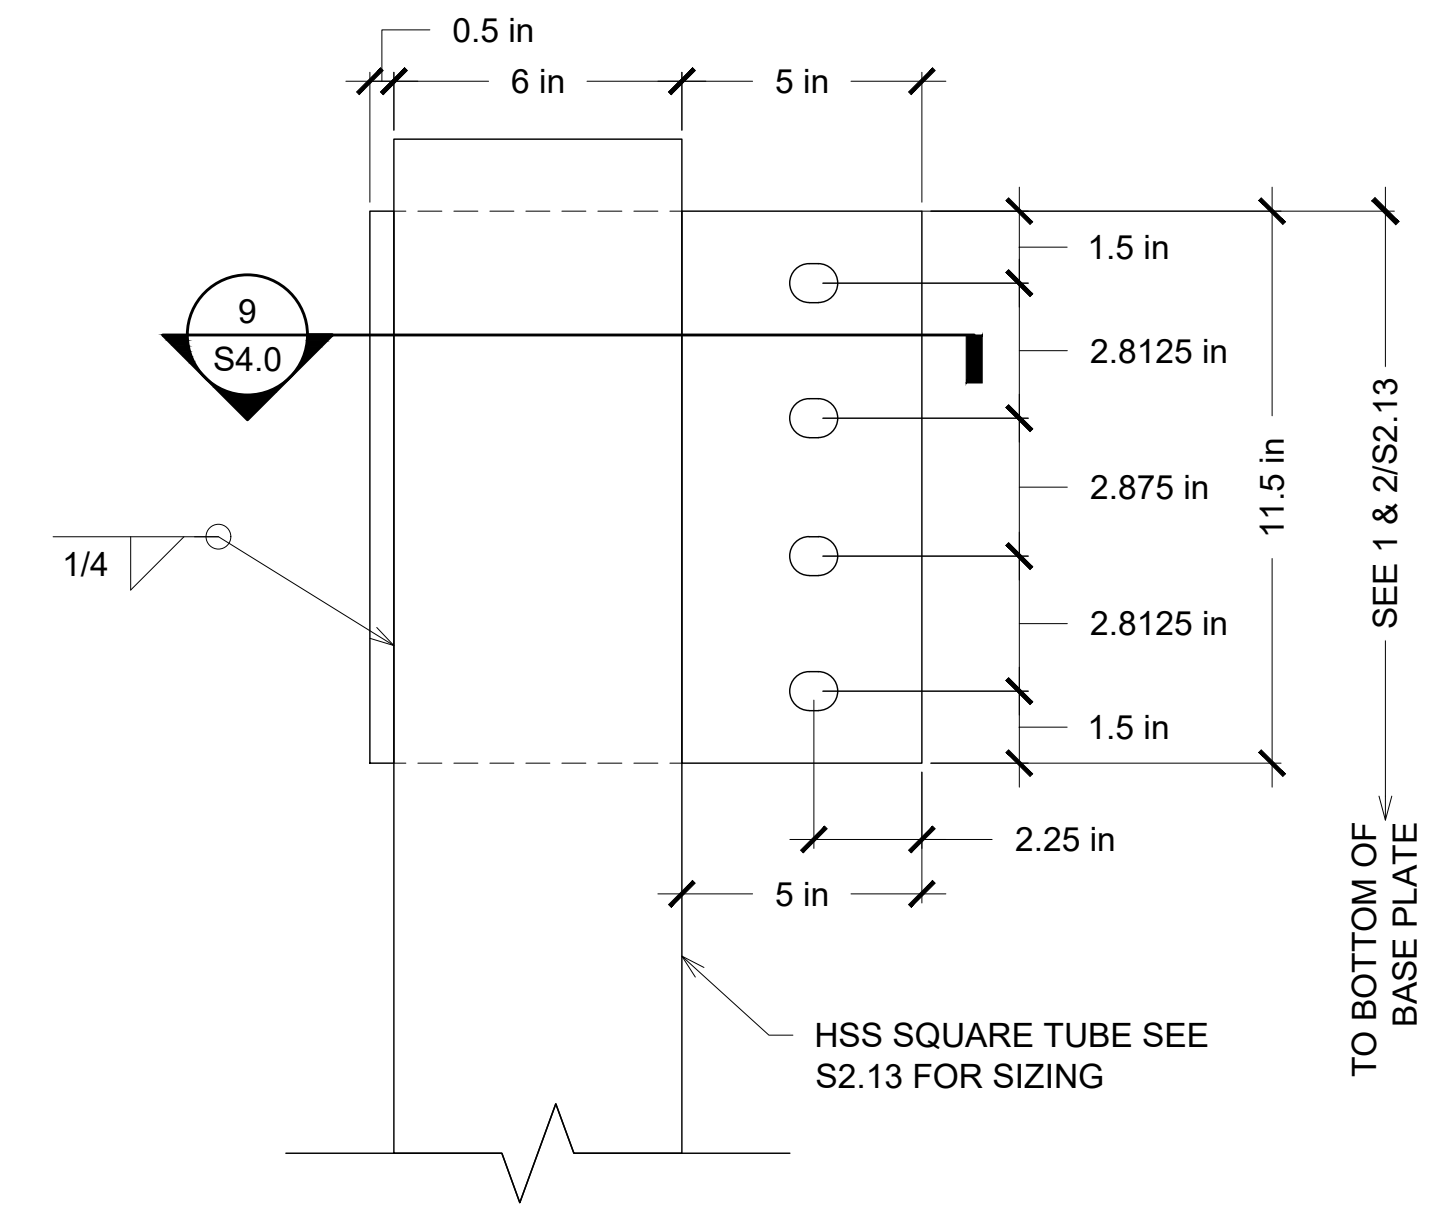 0.5 in
6 in
5 in
1.5 in
9
S4.0
2.8125 in
2.875 in
11.5 in
SEE 1 & 2/S2.13
1/4
2.8125 in
1.5 in
2.25 in
5 in
TO BOTTOM OF
BASE PLATE
HSS SQUARE TUBE SEE
S2.13 FOR SIZING